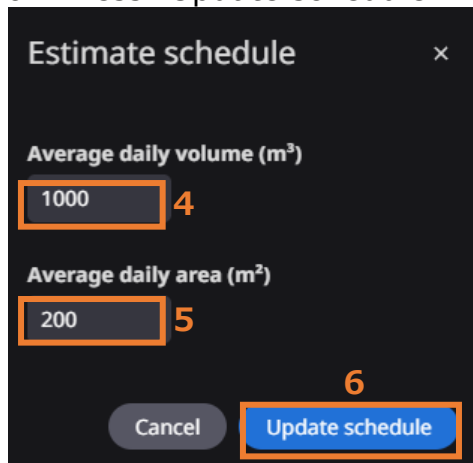 Estimate schedule ×
Average daily volume (m³)
1000 4
Average daily area (m²)
200 5
6
Cancel Update schedule